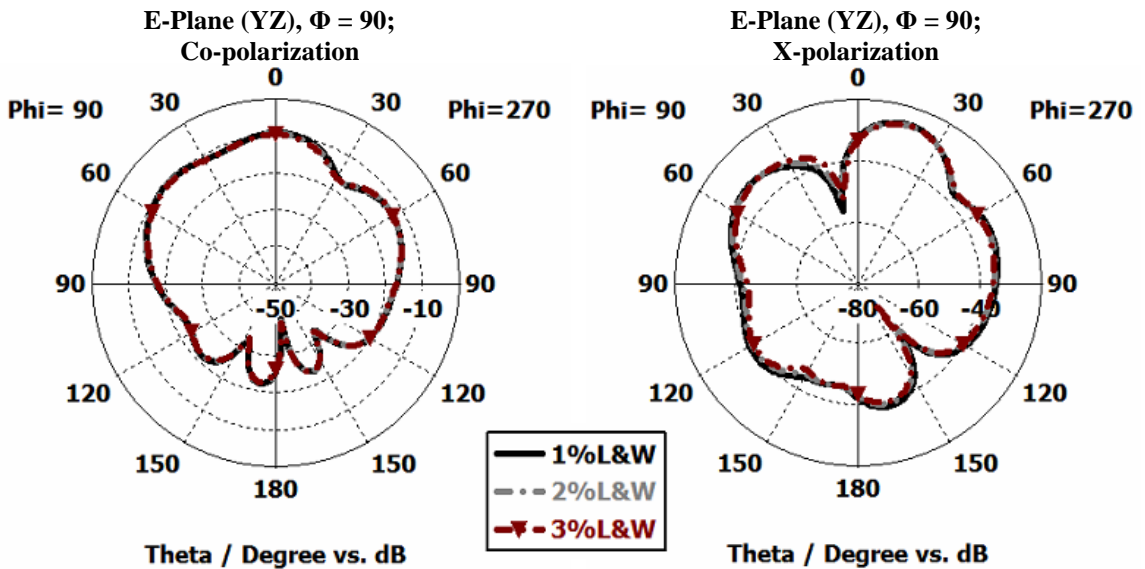 E-Plane (YZ), Φ = 90;
Co-polarization
0
Phi= 90
30
30
Phi=270
60
60
90
90
-50
-30
-10
120
120
150
150
180
Theta / Degree vs. dB
E-Plane (YZ), Φ = 90;
X-polarization
0
Phi= 90
30
30
Phi=270
60
60
90
90
-80
-60
-40
120
120
150
150
180
Theta / Degree vs. dB
1%L&W
2%L&W
3%L&W